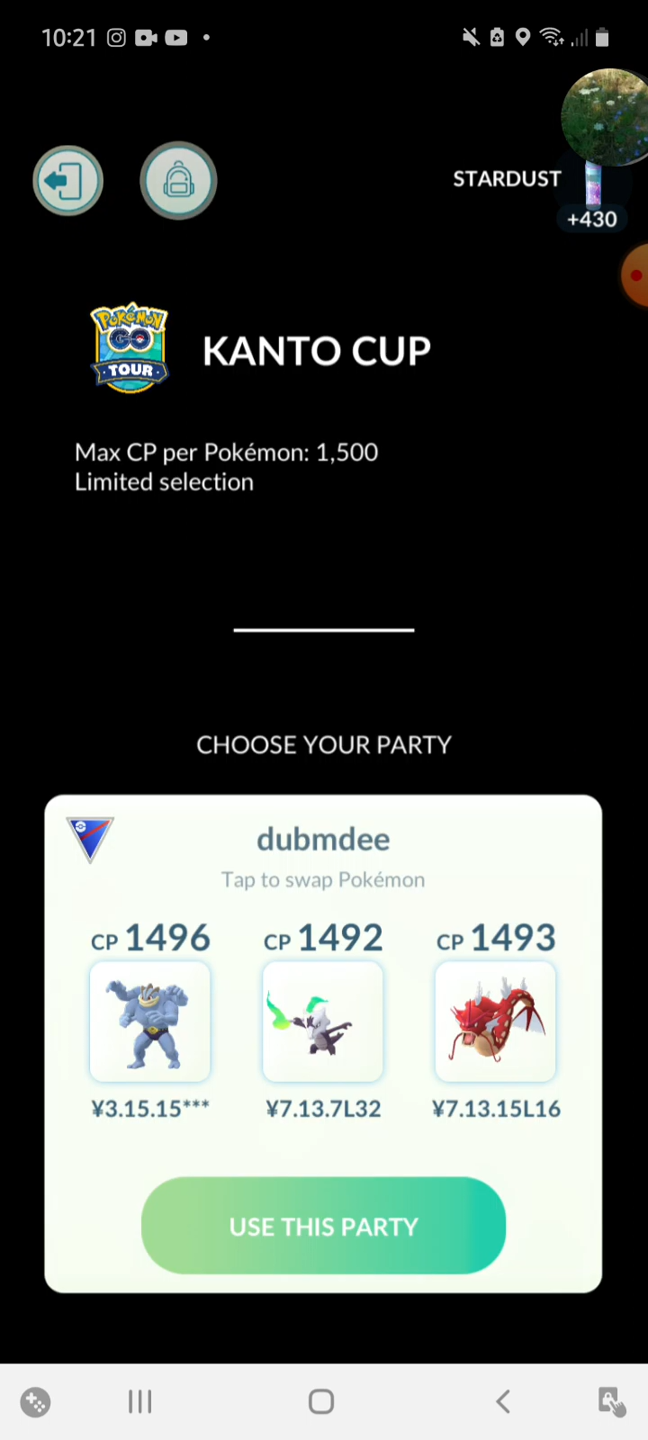 10:21
STARDUST
+430
Pokémon
GO
TOUR
KANTO CUP
Max CP per Pokémon: 1,500
Limited selection
CHOOSE YOUR PARTY
dubmdee
Tap to swap Pokémon
CP 1496 CP 1492 CP 1493
¥3.15.15*** ¥7.13.7L32 ¥7.13.15L16
USE THIS PARTY